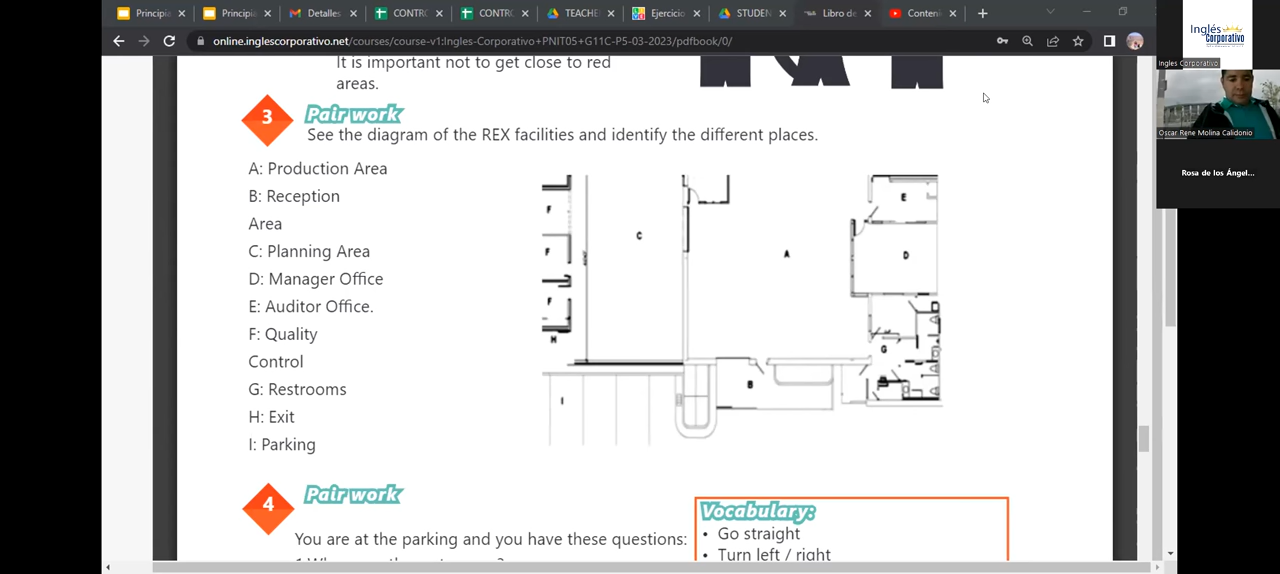 Principia
Principia
Detalles
CONTRO
CONTRO
TEACHE
Ejercicio
STUDEN
Libro de
Conteni
online.inglescorporativo.net/courses/course-v1:Ingles-Corporativo+PNIT05+G11C-P5-03-2023/pdfbook/0/
Inglés
Corporativo
Ingles Corporativo
Oscar Rene Molina Calidonio
Rosa de los Ángel...
It is important not to get close to red
areas.
3
Pair work
See the diagram of the REX facilities and identify the different places.
A: Production Area
B: Reception
Area
C: Planning Area
D: Manager Office
E: Auditor Office.
F: Quality
Control
G: Restrooms
H: Exit
I: Parking
F
F
F
H
I
C
A
B
E
D
G
4
Pair work
You are at the parking and you have these questions:
Vocabulary:
• Go straight
• Turn left / right